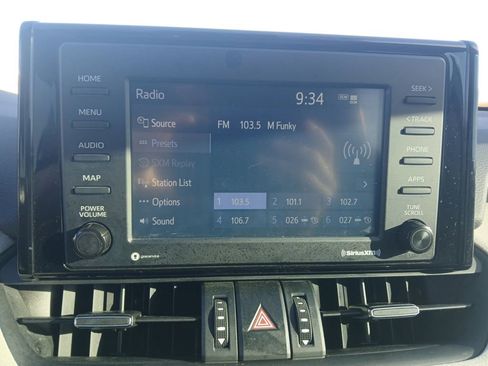 HOME
MENU
AUDIO
MAP
POWER
VOLUME
Radio
9:34
Source
FM 103.5 M Funky
Presets
SXM Replay
Station List
Options
Sound
1 103.5 2 101.1 3 102.7
4 106.7 5 026 6 027
SiriusXM
SEEK >
< TRACK
PHONE
APPS
TUNE
SCROLL